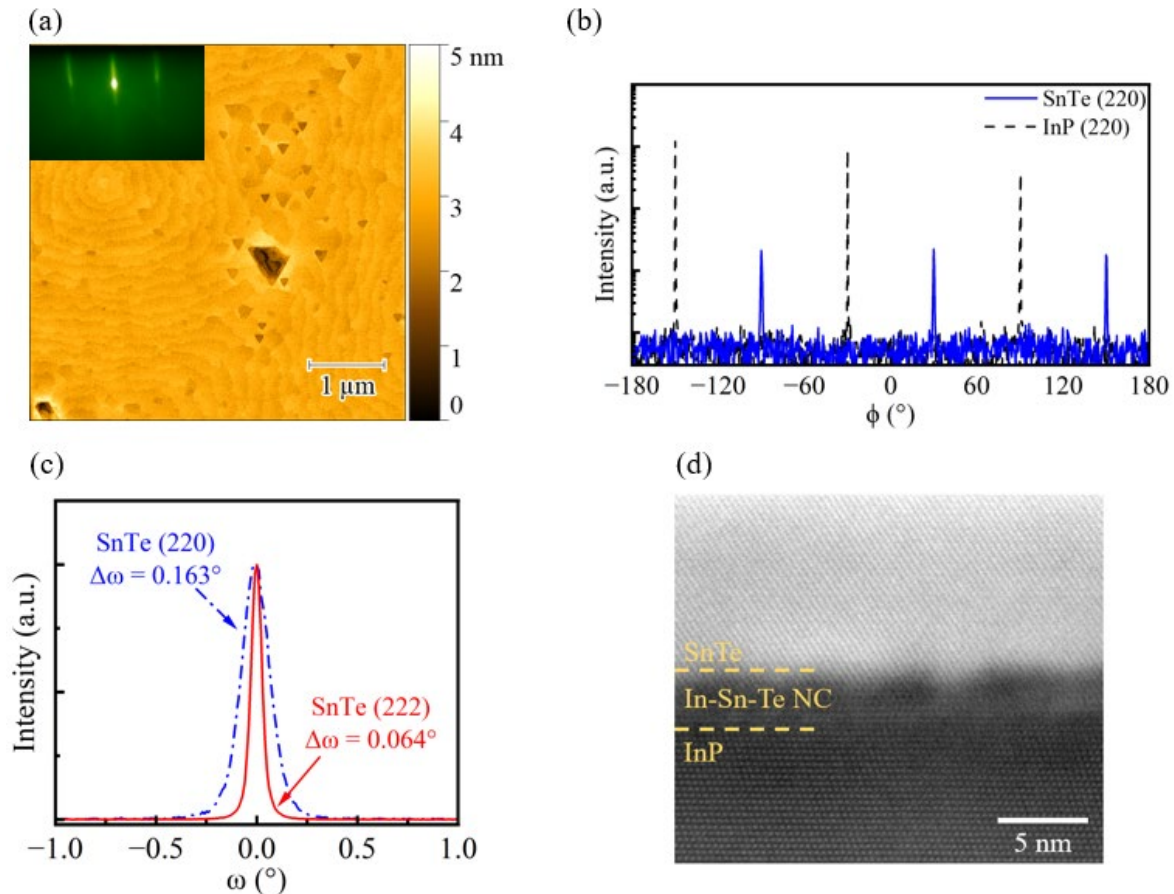 (a)
5 nm
4
3
2
1
0
1 μm
(b)
SnTe (220)
InP (220)
Intensity (a.u.)
−180
−120
−60
0
60
120
180
ϕ (°)
(c)
SnTe (220)
Δω = 0.163°
SnTe (222)
Δω = 0.064°
Intensity (a.u.)
−1.0
−0.5
0.0
0.5
1.0
ω (°)
(d)
SnTe
In-Sn-Te NC
InP
5 nm